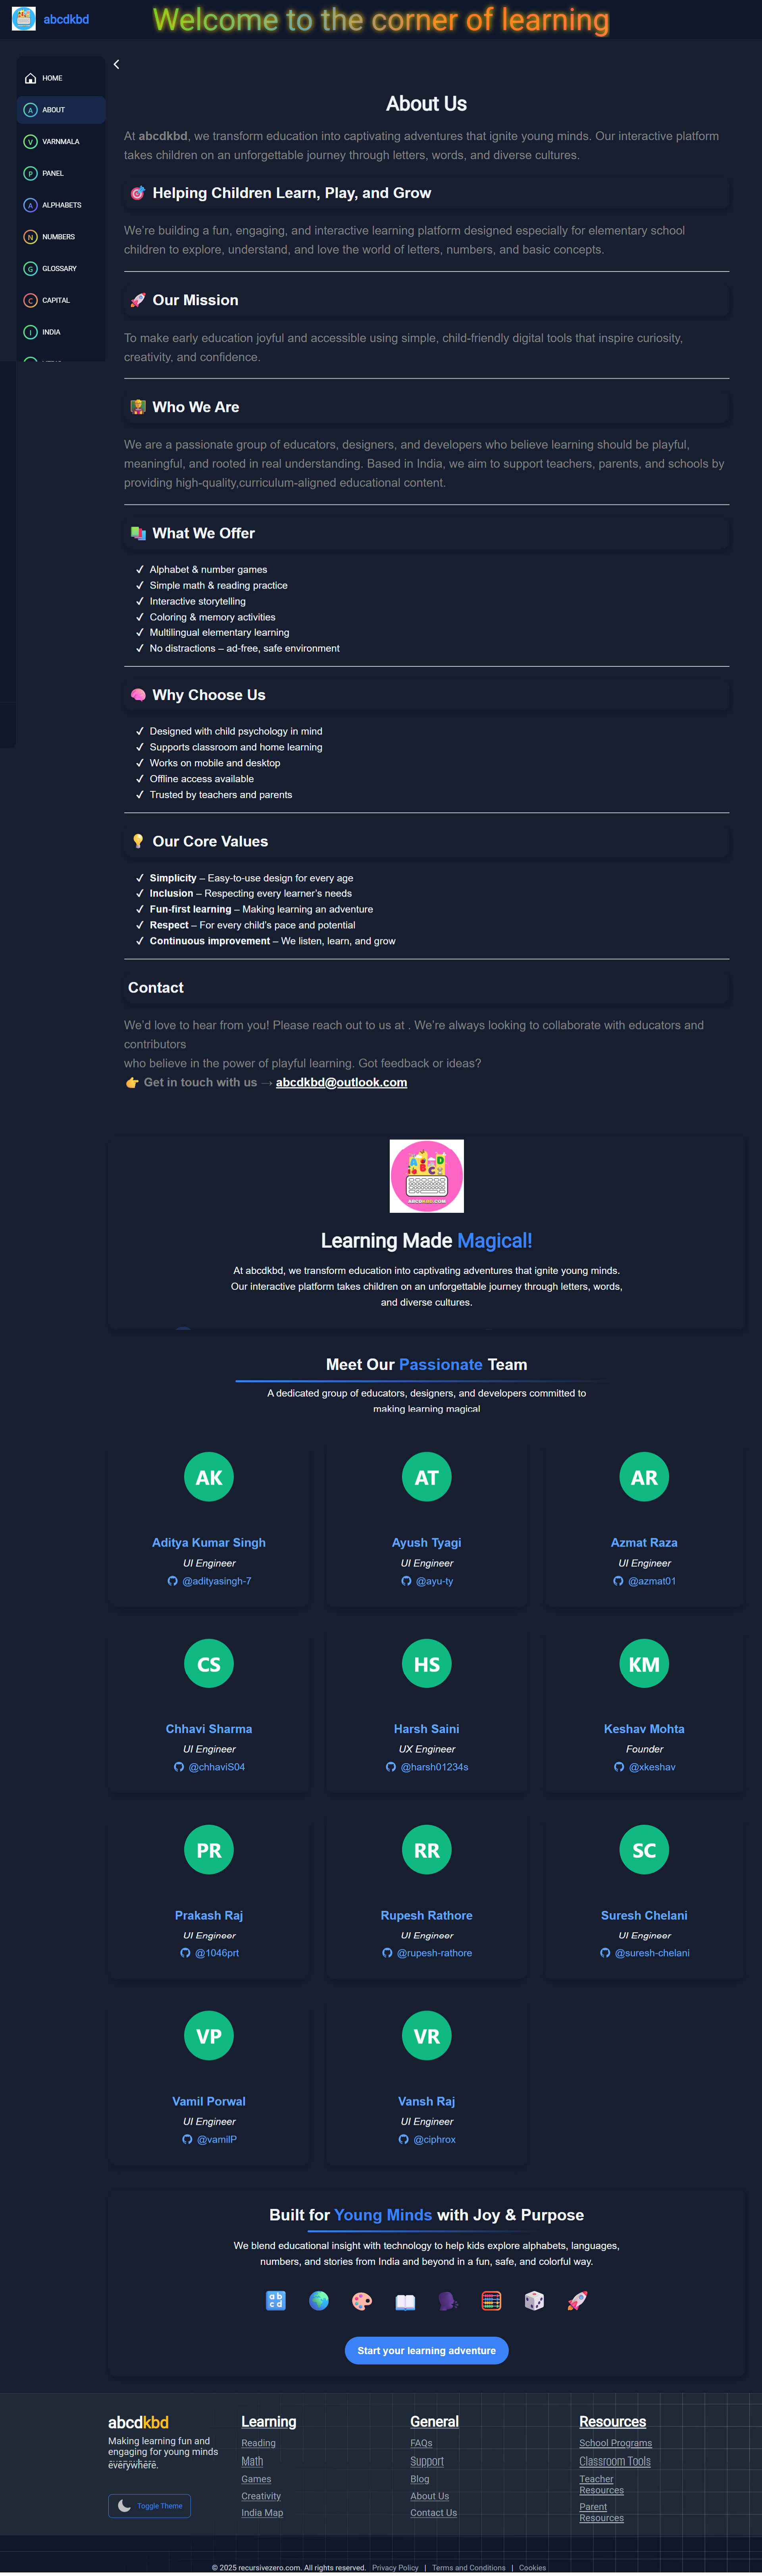 abcdkbd
Welcome to the corner of learning
HOME
A ABOUT
V VARNMALA
P PANEL
A ALPHABETS
N NUMBERS
G GLOSSARY
C CAPITAL
I INDIA
About Us
At abcdkbd, we transform education into captivating adventures that ignite young minds. Our interactive platform
takes children on an unforgettable journey through letters, words, and diverse cultures.
🎯 Helping Children Learn, Play, and Grow
We're building a fun, engaging, and interactive learning platform designed especially for elementary school
children to explore, understand, and love the world of letters, numbers, and basic concepts.
🚀 Our Mission
To make early education joyful and accessible using simple, child-friendly digital tools that inspire curiosity,
creativity, and confidence.
👩‍🏫 Who We Are
We are a passionate group of educators, designers, and developers who believe learning should be playful,
meaningful, and rooted in real understanding. Based in India, we aim to support teachers, parents, and schools by
providing high-quality,curriculum-aligned educational content.
📚 What We Offer
✓ Alphabet & number games
✓ Simple math & reading practice
✓ Interactive storytelling
✓ Coloring & memory activities
✓ Multilingual elementary learning
✓ No distractions – ad-free, safe environment
🧠 Why Choose Us
✓ Designed with child psychology in mind
✓ Supports classroom and home learning
✓ Works on mobile and desktop
✓ Offline access available
✓ Trusted by teachers and parents
💡 Our Core Values
✓ Simplicity – Easy-to-use design for every age
✓ Inclusion – Respecting every learner's needs
✓ Fun-first learning – Making learning an adventure
✓ Respect – For every child's pace and potential
✓ Continuous improvement – We listen, learn, and grow
Contact
We'd love to hear from you! Please reach out to us at . We're always looking to collaborate with educators and
contributors
who believe in the power of playful learning. Got feedback or ideas?
👉 Get in touch with us → abcdkbd@outlook.com
ABCDKBD.COM
Learning Made Magical!
At abcdkbd, we transform education into captivating adventures that ignite young minds.
Our interactive platform takes children on an unforgettable journey through letters, words,
and diverse cultures.
Meet Our Passionate Team
A dedicated group of educators, designers, and developers committed to
making learning magical
AK
Aditya Kumar Singh
UI Engineer
@adityasingh-7
AT
Ayush Tyagi
UI Engineer
@ayu-ty
AR
Azmat Raza
UI Engineer
@azmat01
CS
Chhavi Sharma
UI Engineer
@chhaviS04
HS
Harsh Saini
UX Engineer
@harsh01234s
KM
Keshav Mohta
Founder
@xkeshav
PR
Prakash Raj
UI Engineer
@1046prt
RR
Rupesh Rathore
UI Engineer
@rupesh-rathore
SC
Suresh Chelani
UI Engineer
@suresh-chelani
VP
Vamil Porwal
UI Engineer
@vamilP
VR
Vansh Raj
UI Engineer
@ciphrox
Built for Young Minds with Joy & Purpose
We blend educational insight with technology to help kids explore alphabets, languages,
numbers, and stories from India and beyond in a fun, safe, and colorful way.
Start your learning adventure
abcdkbd
Making learning fun and
engaging for young minds
everywhere.
Toggle Theme
Learning
Reading
Math
Games
Creativity
India Map
General
FAQs
Support
Blog
About Us
Contact Us
Resources
School Programs
Classroom Tools
Teacher
Resources
Parent
Resources
© 2025 recursivezero.com. All rights reserved. Privacy Policy | Terms and Conditions | Cookies